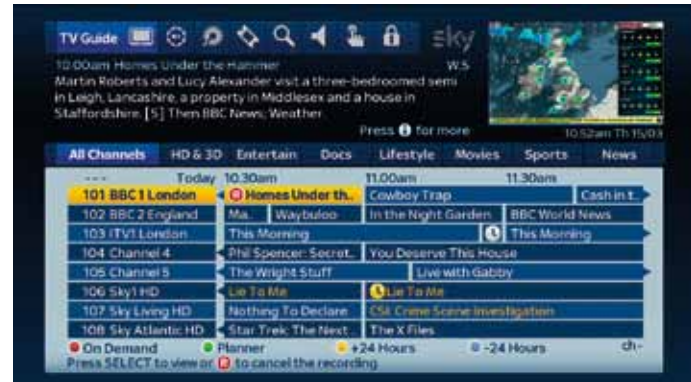 TV Guide
sky
10.00am Homes Under the Hammer W.S
Martin Roberts and Lucy Alexander visit a three-bedroomed semi
in Leigh, Lancashire, a property in Middlesex and a house in
Staffordshire. [S] Then BBC News; Weather
Press i for more
10.52am Th 15/03
All Channels HD & 3D Entertain Docs Lifestyle Movies Sports News
--- Today 10.30am 11.00am 11.30am
101 BBC 1 London R Homes Under th.. Cowboy Trap Cash in t..
102 BBC 2 England Ma.. Waybuloo In the Night Garden BBC World News
103 ITV1 London This Morning This Morning
104 Channel 4 Phil Spencer: Secret.. You Deserve This House
105 Channel 5 The Wright Stuff Live with Gabby
106 Sky1 HD Lie To Me Lie To Me
107 Sky Living HD Nothing To Declare CSI: Crime Scene Investigation
108 Sky Atlantic HD Star Trek: The Next.. The X Files
On Demand Planner +24 Hours -24 Hours ch-
Press SELECT to view or R to cancel the recording